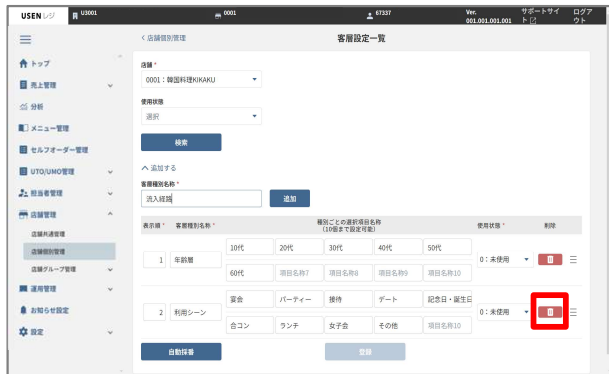 USEN レジ U3001 0001 67337 Ver. 001.001.001.001 サポートサイト ログアウト
トップ
売上管理
分析
メニュー管理
セルフオーダー管理
UTO/UMO管理
担当者管理
店舗管理
店舗共通管理
店舗個別管理
店舗グループ管理
運用管理
お知らせ設定
設定
< 店舗個別管理 客層設定一覧
店舗 *
0001：韓国料理KIKAKU
使用状態
選択
検索
追加する
客層種別名称 *
流入経路 追加
表示順 * 客層種別名称 * 種別ごとの選択項目名称 (10個まで設定可能) 使用状態 * 削除
1 年齢層 10代 20代 30代 40代 50代 0：未使用
60代 項目名称7 項目名称8 項目名称9 項目名称10
2 利用シーン 宴会 パーティー 接待 デート 記念日・誕生日 0：未使用
合コン ランチ 女子会 その他 項目名称10
自動採番 登録